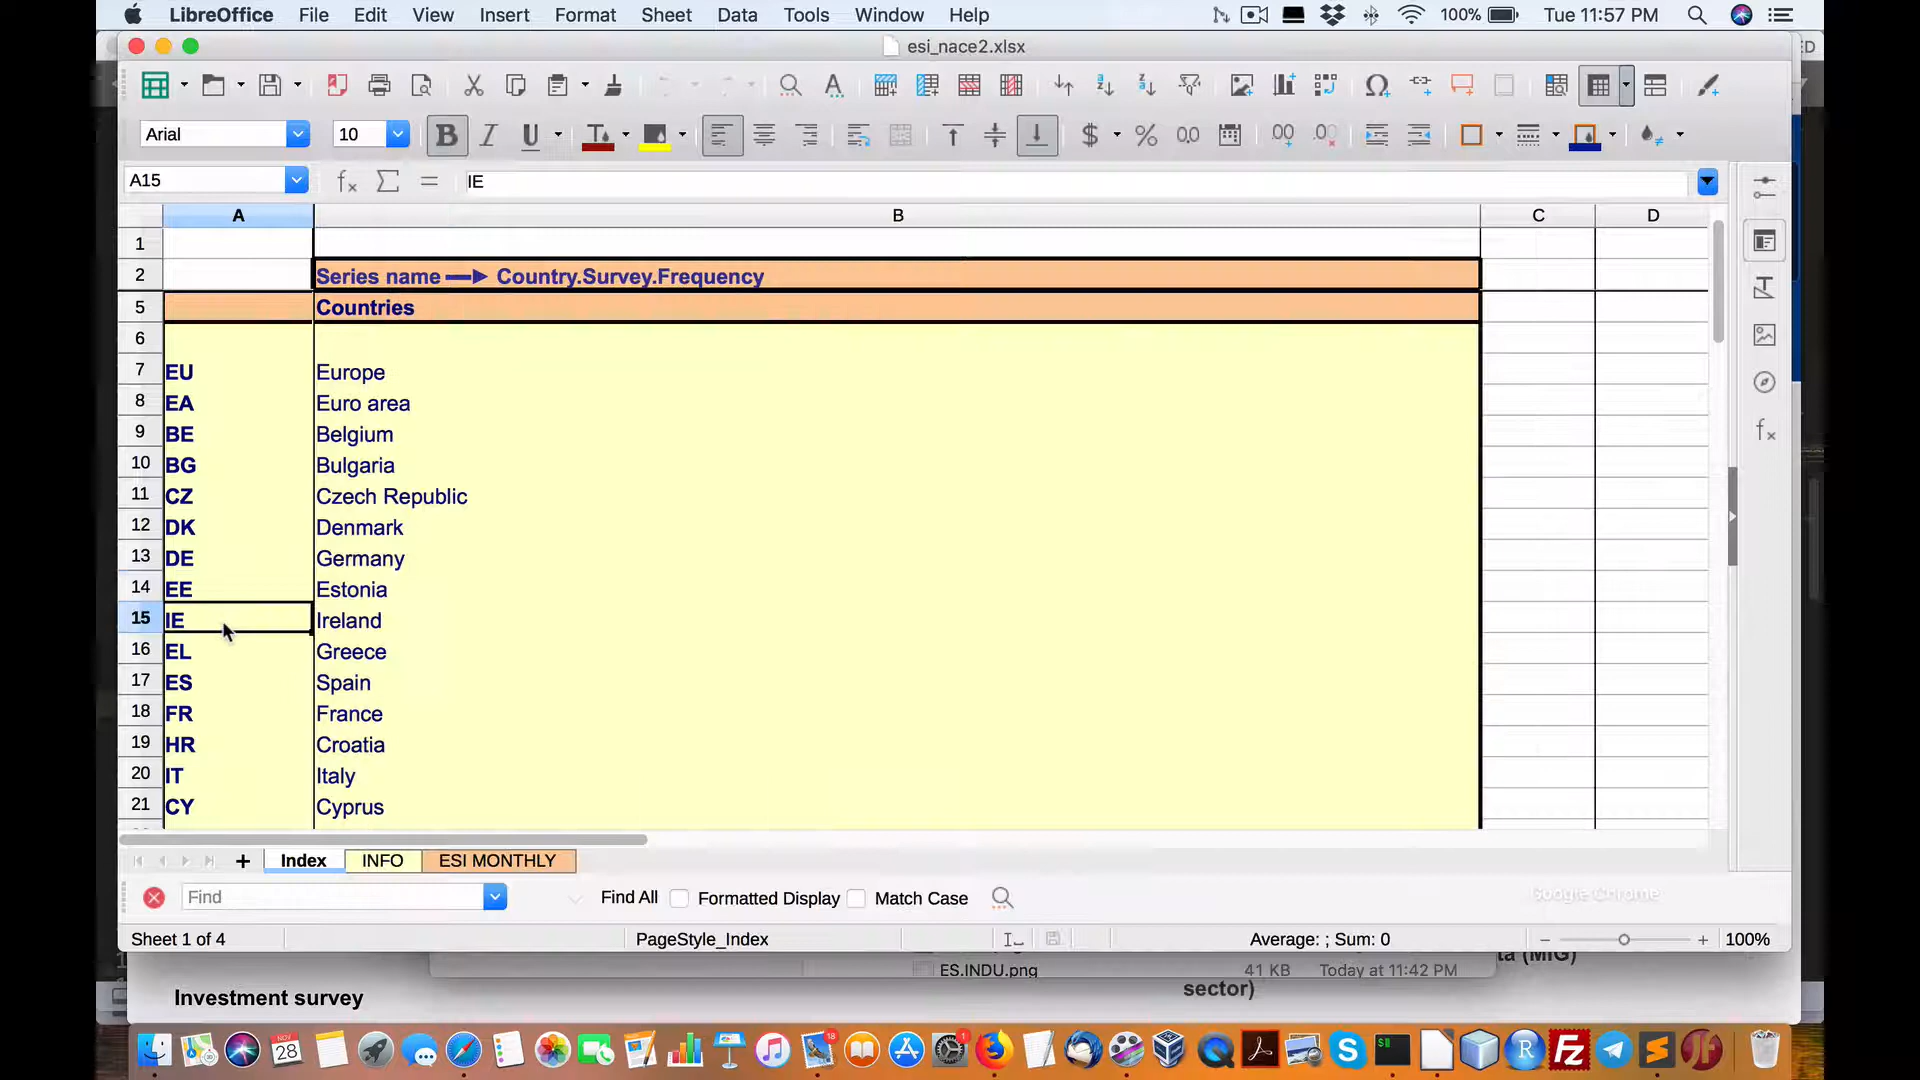 LibreOffice File Edit View Insert Format Sheet Data Tools Window Help 100% Tue 11:57 PM
esi_nace2.xlsx
Arial 10
A15 IE
A B C D
1
2 Series name Country.Survey.Frequency
5 Countries
6
7 EU Europe
8 EA Euro area
9 BE Belgium
10 BG Bulgaria
11 CZ Czech Republic
12 DK Denmark
13 DE Germany
14 EE Estonia
15 IE Ireland
16 EL Greece
17 ES Spain
18 FR France
19 HR Croatia
20 IT Italy
21 CY Cyprus
Index INFO ESI MONTHLY
Find Find All Formatted Display Match Case
Google Chrome
Sheet 1 of 4 PageStyle_Index Average: ; Sum: 0 100%
ta (MIG)
ES.INDU.png 41 KB Today at 11:42 PM
sector)
Investment survey